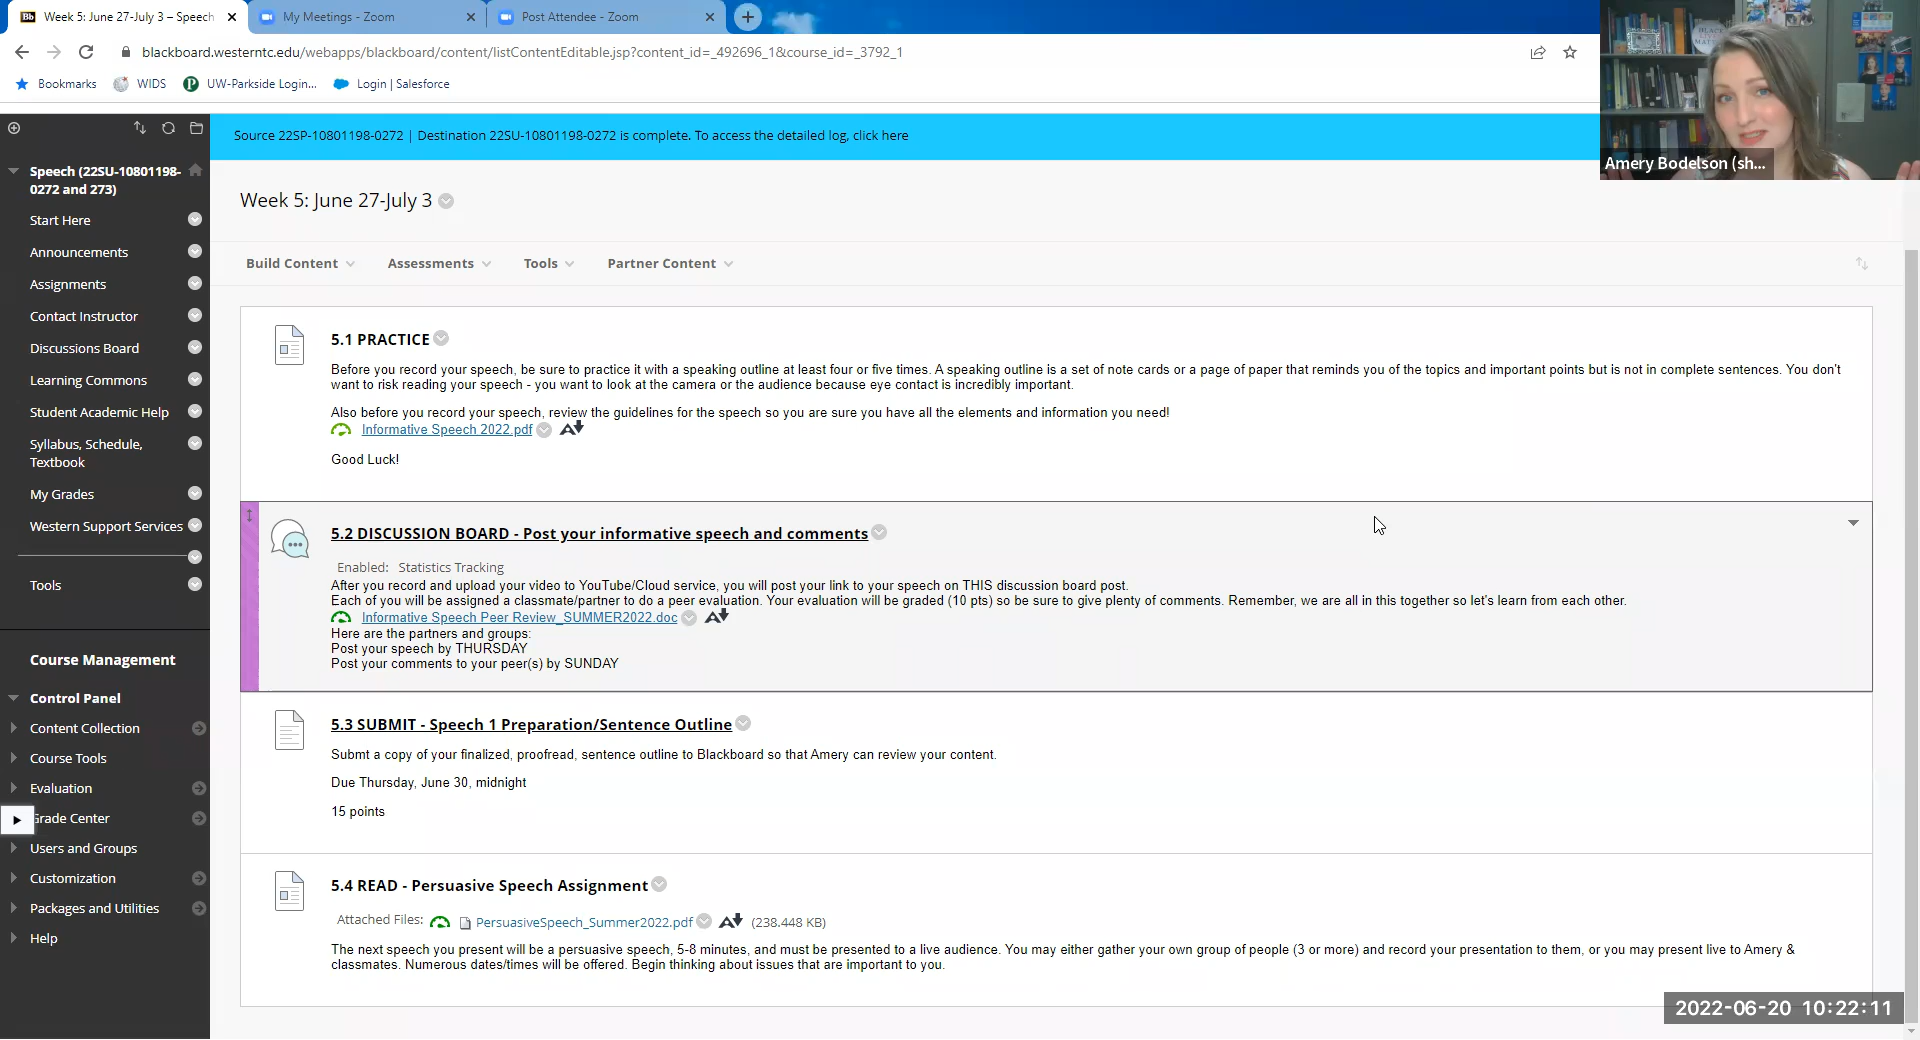 Week 5: June 27-July 3 – Speech
My Meetings - Zoom
Post Attendee - Zoom
blackboard.westerntc.edu/webapps/blackboard/content/listContentEditable.jsp?content_id=_492696_1&course_id=_3792_1
Bookmarks
WIDS
UW-Parkside Login...
Login | Salesforce
Amery Bodelson (sh...
Source 22SP-10801198-0272 | Destination 22SU-10801198-0272 is complete. To access the detailed log, click here
Speech (22SU-10801198-
0272 and 273)
Start Here
Announcements
Assignments
Contact Instructor
Discussions Board
Learning Commons
Student Academic Help
Syllabus, Schedule,
Textbook
My Grades
Western Support Services
Tools
Course Management
Control Panel
Content Collection
Course Tools
Evaluation
Grade Center
Users and Groups
Customization
Packages and Utilities
Help
Week 5: June 27-July 3
Build Content
Assessments
Tools
Partner Content
5.1 PRACTICE
Before you record your speech, be sure to practice it with a speaking outline at least four or five times. A speaking outline is a set of note cards or a page of paper that reminds you of the topics and important points but is not in complete sentences. You don't
want to risk reading your speech - you want to look at the camera or the audience because eye contact is incredibly important.
Also before you record your speech, review the guidelines for the speech so you are sure you have all the elements and information you need!
Informative Speech 2022.pdf
Good Luck!
5.2 DISCUSSION BOARD - Post your informative speech and comments
Enabled: Statistics Tracking
After you record and upload your video to YouTube/Cloud service, you will post your link to your speech on THIS discussion board post.
Each of you will be assigned a classmate/partner to do a peer evaluation. Your evaluation will be graded (10 pts) so be sure to give plenty of comments. Remember, we are all in this together so let's learn from each other.
Informative Speech Peer Review_SUMMER2022.doc
Here are the partners and groups:
Post your speech by THURSDAY
Post your comments to your peer(s) by SUNDAY
5.3 SUBMIT - Speech 1 Preparation/Sentence Outline
Submt a copy of your finalized, proofread, sentence outline to Blackboard so that Amery can review your content.
Due Thursday, June 30, midnight
15 points
5.4 READ - Persuasive Speech Assignment
Attached Files: PersuasiveSpeech_Summer2022.pdf (238.448 KB)
The next speech you present will be a persuasive speech, 5-8 minutes, and must be presented to a live audience. You may either gather your own group of people (3 or more) and record your presentation to them, or you may present live to Amery &
classmates. Numerous dates/times will be offered. Begin thinking about issues that are important to you.
2022-06-20 10:22:11